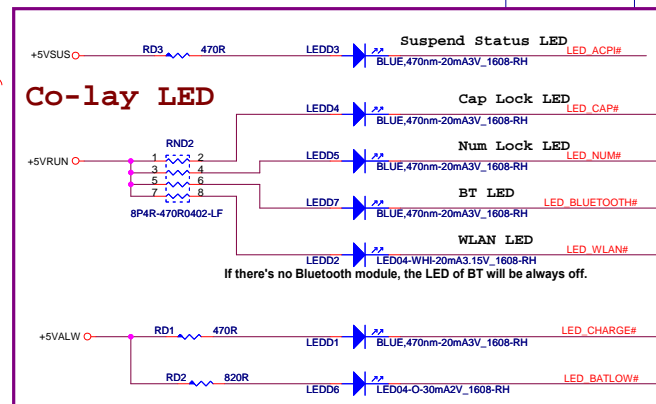 Suspend Status LED
+5VSUS RD3 470R LEDD3 LED_ACPI#
BLUE,470nm-20mA3V_1608-RH
Co-lay LED
Cap Lock LED
LEDD4 LED_CAP#
BLUE,470nm-20mA3V_1608-RH
RND2 Num Lock LED
+5VRUN 1 2 LEDD5 LED_NUM#
3 4 BLUE,470nm-20mA3V_1608-RH
5 6 BT LED
7 8 LEDD7 LED_BLUETOOTH#
8P4R-470R0402-LF BLUE,470nm-20mA3V_1608-RH
WLAN LED
LEDD2 LED_WLAN#
LED04-WHI-20mA3.15V_1608-RH
If there's no Bluetooth module, the LED of BT will be always off.
+5VALW RD1 470R LEDD1 LED_CHARGE#
BLUE,470nm-20mA3V_1608-RH
RD2 820R LEDD6 LED_BATLOW#
LED04-O-30mA2V_1608-RH